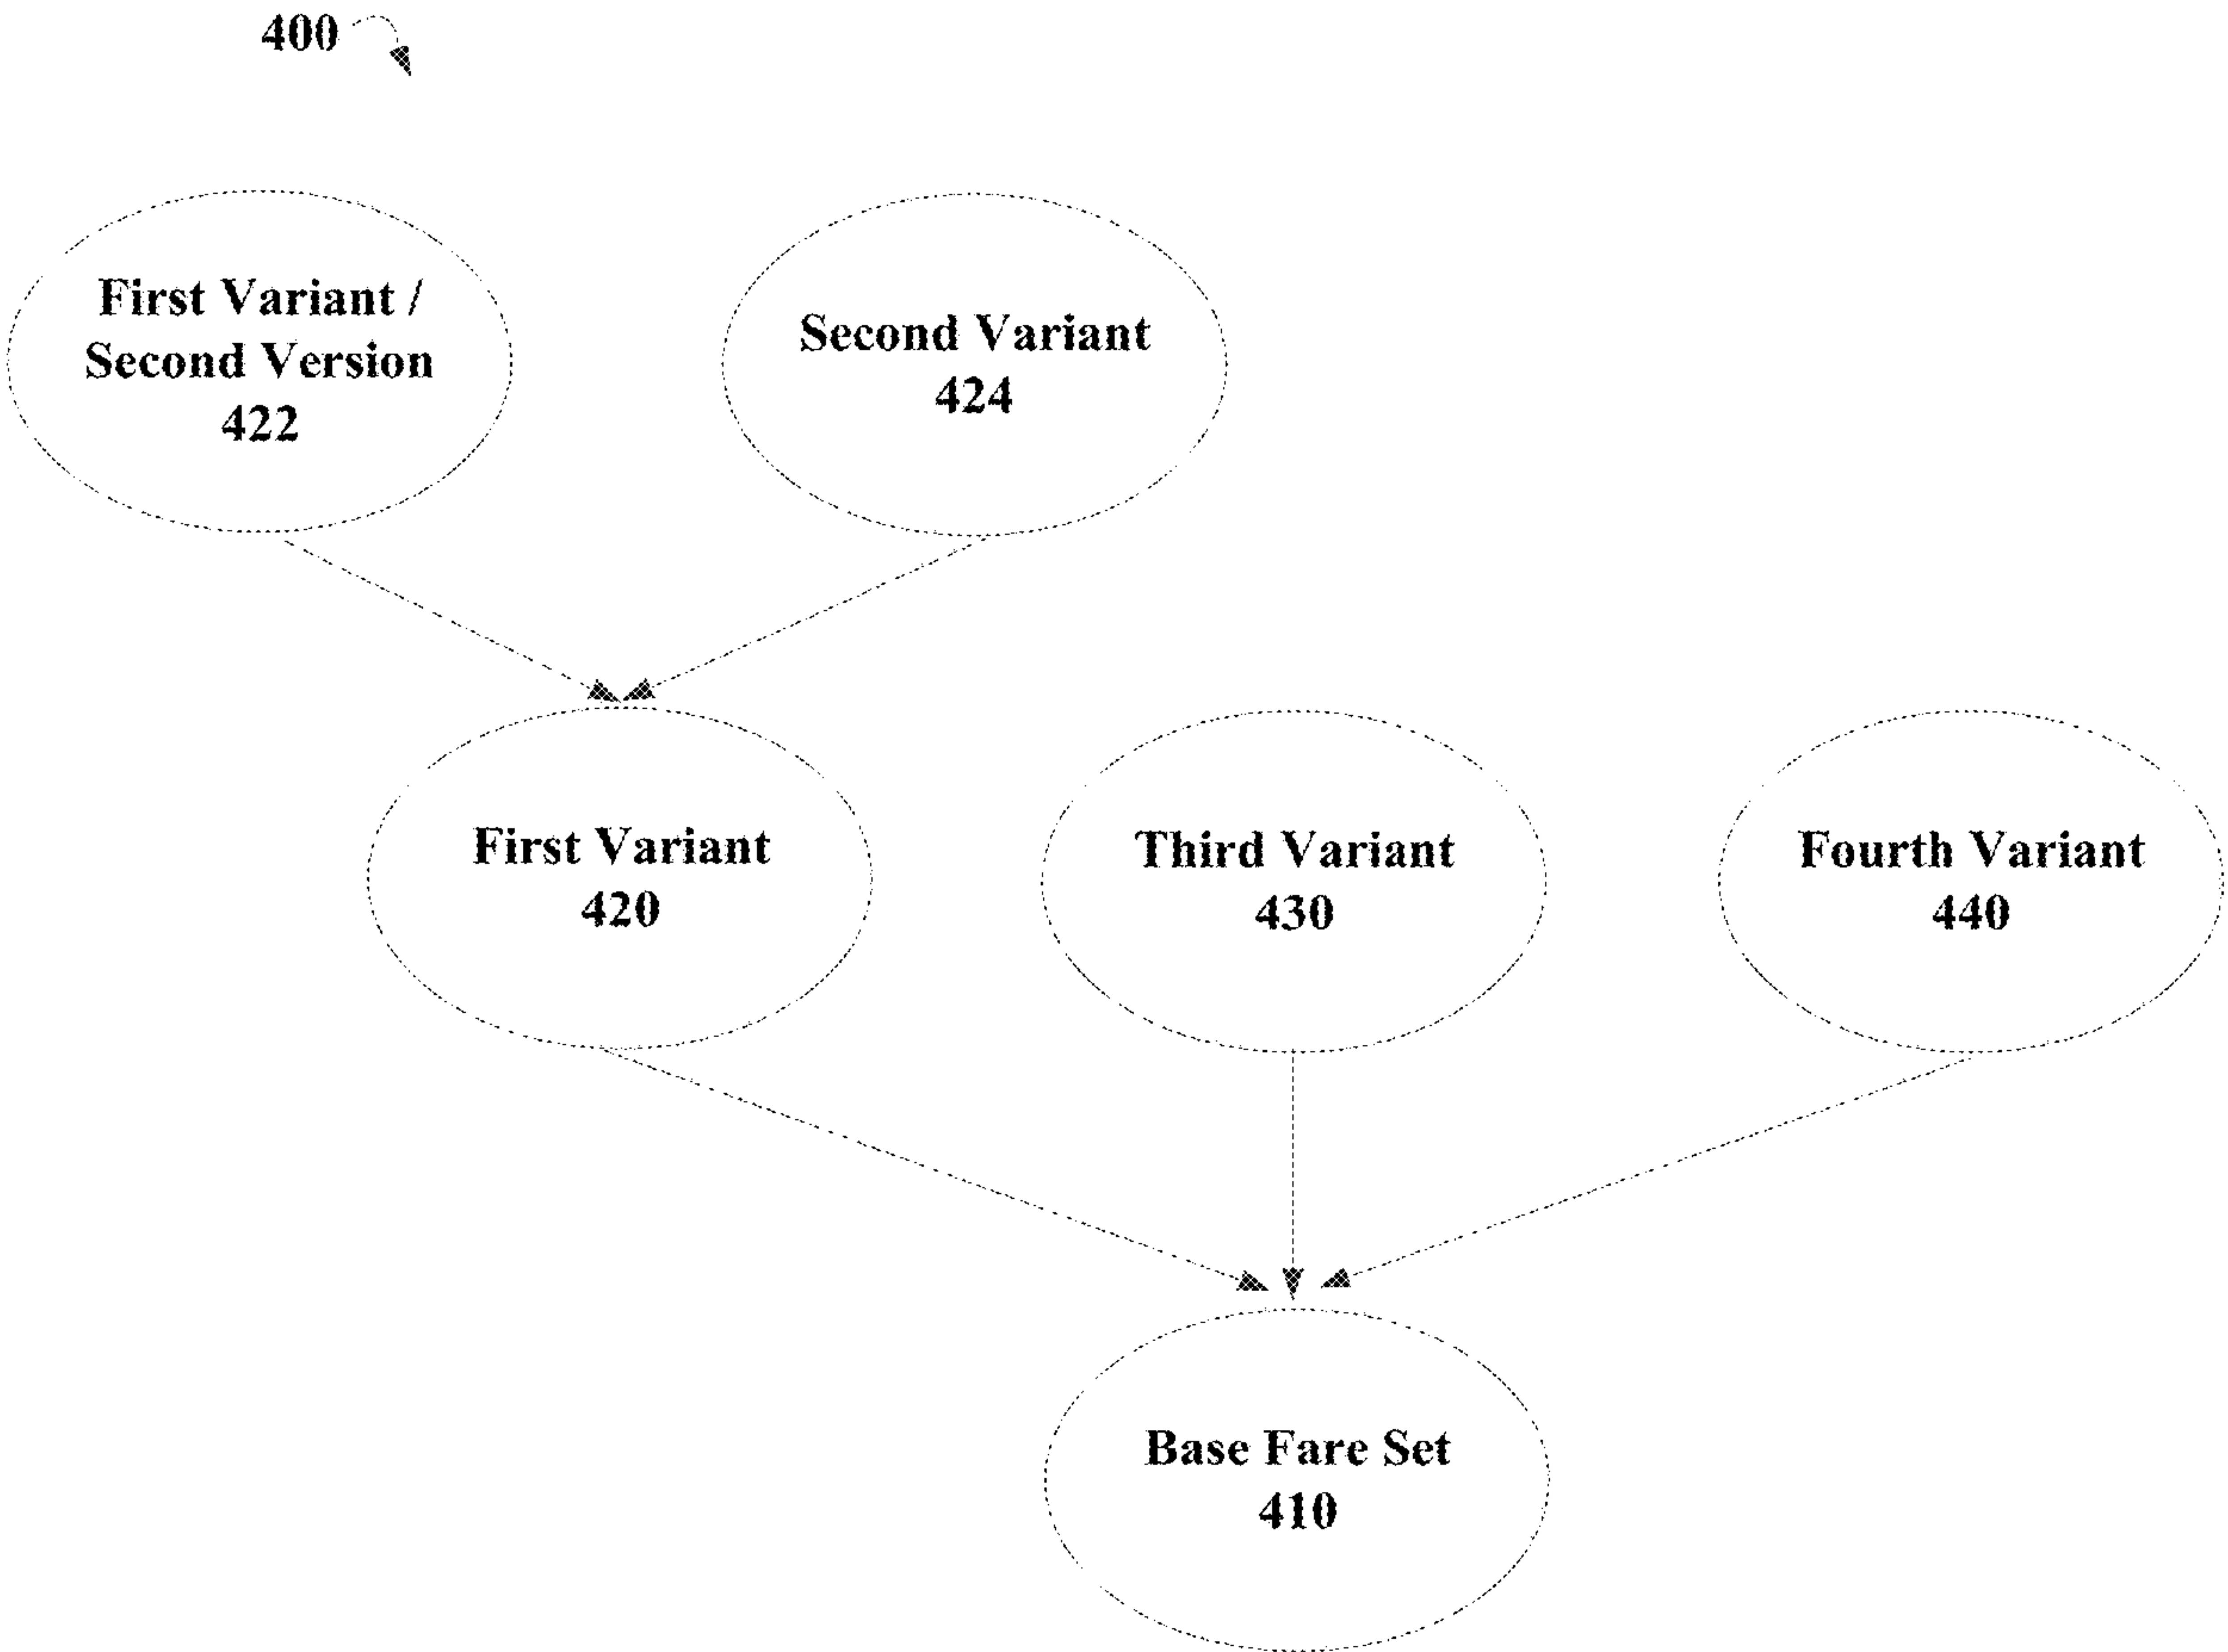 400
First Variant /
Second Version
422
Second Variant
424
First Variant
420
Third Variant
430
Fourth Variant
440
Base Fare Set
410